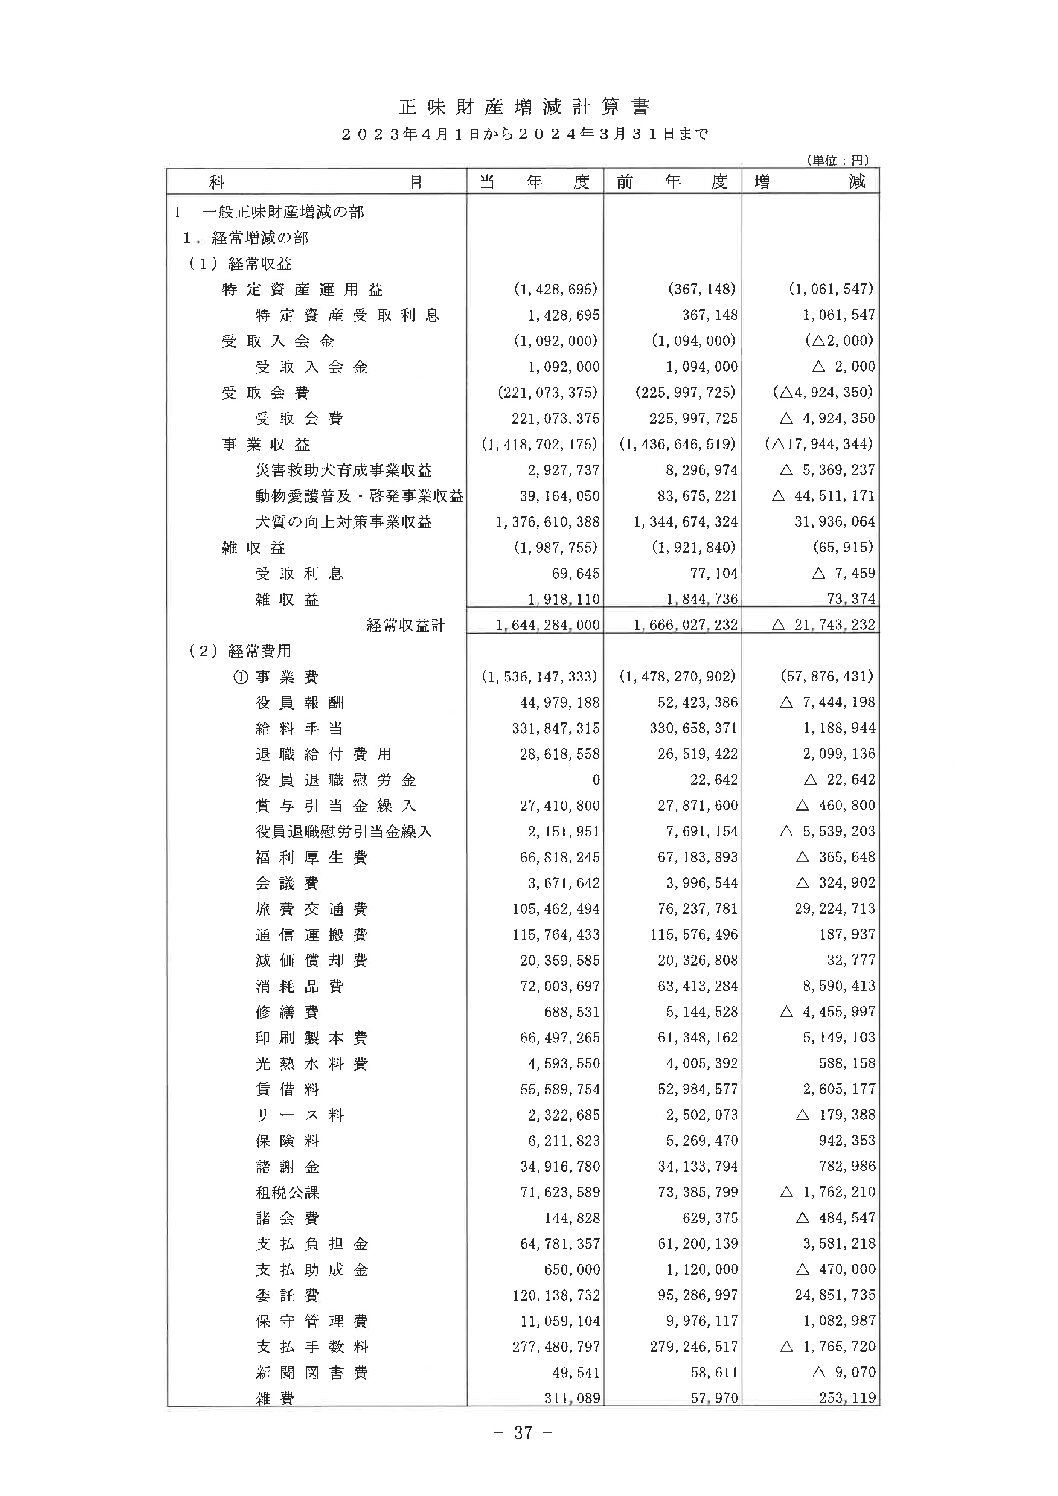 正味財産増減計算書
2023年4月1日から2024年3月31日まで
（単位：円）
科 目 当 年 度 前 年 度 増 減
I 一般正味財産増減の部
1．経常増減の部
（1）経常収益
特定資産運用益 (1,428,695) (367,148) (1,061,547)
特定資産受取利息 1,428,695 367,148 1,061,547
受取入会金 (1,092,000) (1,094,000) (△2,000)
受取入会金 1,092,000 1,094,000 △ 2,000
受取会費 (221,073,375) (225,997,725) (△4,924,350)
受取会費 221,073,375 225,997,725 △ 4,924,350
事業収益 (1,418,702,175) (1,436,646,519) (△17,944,344)
災害救助犬育成事業収益 2,927,737 8,296,974 △ 5,369,237
動物愛護普及・啓発事業収益 39,164,050 83,675,221 △ 44,511,171
犬質の向上対策事業収益 1,376,610,388 1,344,674,324 31,936,064
雑収益 (1,987,755) (1,921,840) (65,915)
受取利息 69,645 77,104 △ 7,459
雑収益 1,918,110 1,844,736 73,374
経常収益計 1,644,284,000 1,666,027,232 △ 21,743,232
（2）経常費用
①事業費 (1,536,147,333) (1,478,270,902) (57,876,431)
役員報酬 44,979,188 52,423,386 △ 7,444,198
給料手当 331,847,315 330,658,371 1,188,944
退職給付費用 28,618,558 26,519,422 2,099,136
役員退職慰労金 0 22,642 △ 22,642
賞与引当金繰入 27,410,800 27,871,600 △ 460,800
役員退職慰労引当金繰入 2,151,951 7,691,154 △ 5,539,203
福利厚生費 66,818,245 67,183,893 △ 365,648
会議費 3,671,642 3,996,544 △ 324,902
旅費交通費 105,462,494 76,237,781 29,224,713
通信運搬費 115,764,433 115,576,496 187,937
減価償却費 20,359,585 20,326,808 32,777
消耗品費 72,003,697 63,413,284 8,590,413
修繕費 688,531 5,144,528 △ 4,455,997
印刷製本費 66,497,265 61,348,162 5,149,103
光熱水料費 4,593,550 4,005,392 588,158
賃借料 55,589,754 52,984,577 2,605,177
リース料 2,322,685 2,502,073 △ 179,388
保険料 6,211,823 5,269,470 942,353
諸謝金 34,916,780 34,133,794 782,986
租税公課 71,623,589 73,385,799 △ 1,762,210
諸会費 144,828 629,375 △ 484,547
支払負担金 64,781,357 61,200,139 3,581,218
支払助成金 650,000 1,120,000 △ 470,000
委託費 120,138,732 95,286,997 24,851,735
保守管理費 11,059,104 9,976,117 1,082,987
支払手数料 277,480,797 279,246,517 △ 1,765,720
新聞図書費 49,541 58,611 △ 9,070
雑費 311,089 57,970 253,119
－ 37 －